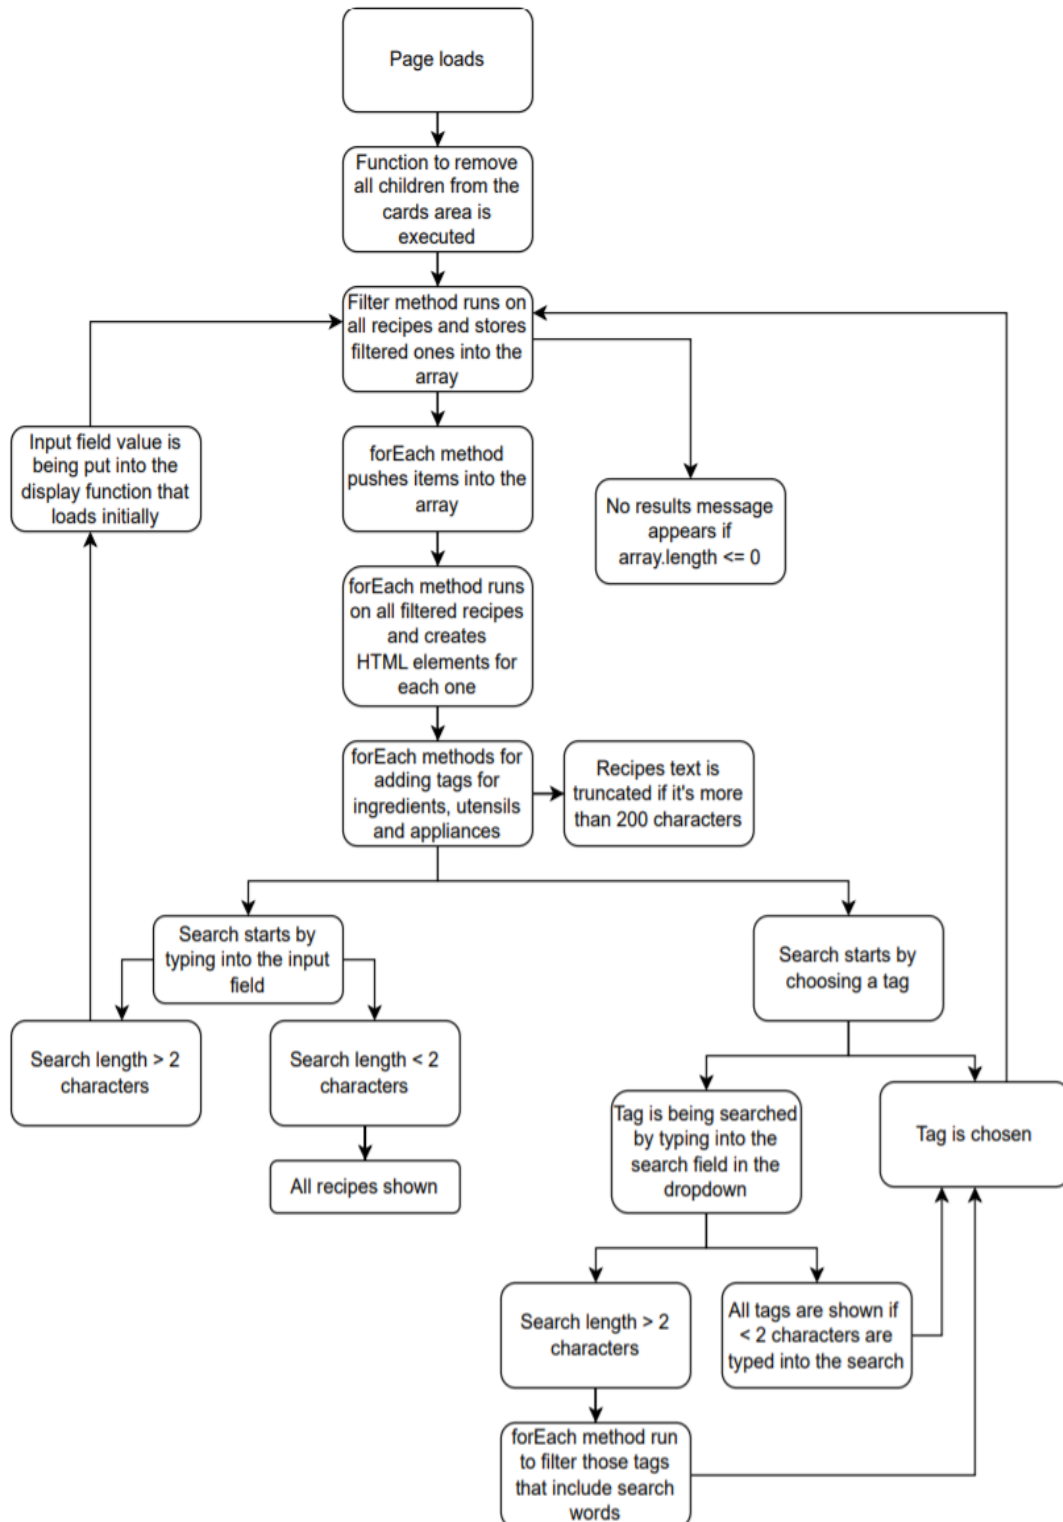 Page loads
Function to remove
all children from the
cards area is
executed
Filter method runs on
all recipes and stores
filtered ones into the
array
Input field value is
being put into the
display function that
loads initially
forEach method
pushes items into the
array
No results message
appears if
array.length <= 0
forEach method runs
on all filtered recipes
and creates
HTML elements for
each one
forEach methods for
adding tags for
ingredients, utensils
and appliances
Recipes text is
truncated if it's more
than 200 characters
Search starts by
typing into the input
field
Search starts by
choosing a tag
Search length > 2
characters
Search length < 2
characters
All recipes shown
Tag is being searched
by typing into the
search field in the
dropdown
Tag is chosen
Search length > 2
characters
All tags are shown if
< 2 characters are
typed into the search
forEach method run
to filter those tags
that include search
words